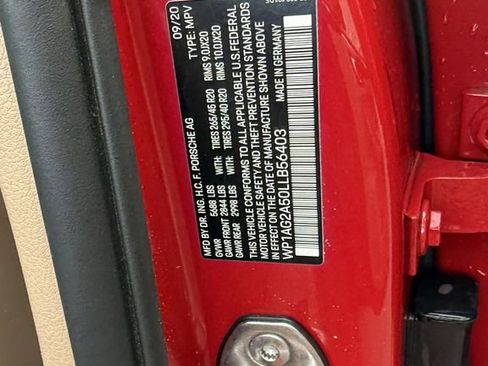 MFD BY DR. ING. H.C. F. PORSCHE AG 09/20
GVWR 5688 LBS TYPE: MPV
GAWR FRONT 2844 LBS WITH: TIRES 265/45 R20 RIMS 9.0JX20
GAWR REAR 2998 LBS WITH: TIRES 295/40 R20 RIMS 10.0JX20
THIS VEHICLE CONFORMS TO ALL APPLICABLE U.S. FEDERAL
MOTOR VEHICLE SAFETY AND THEFT PREVENTION STANDARDS
IN EFFECT ON THE DATE OF MANUFACTURE SHOWN ABOVE
WP1AG2A50LLB56403 MADE IN GERMANY